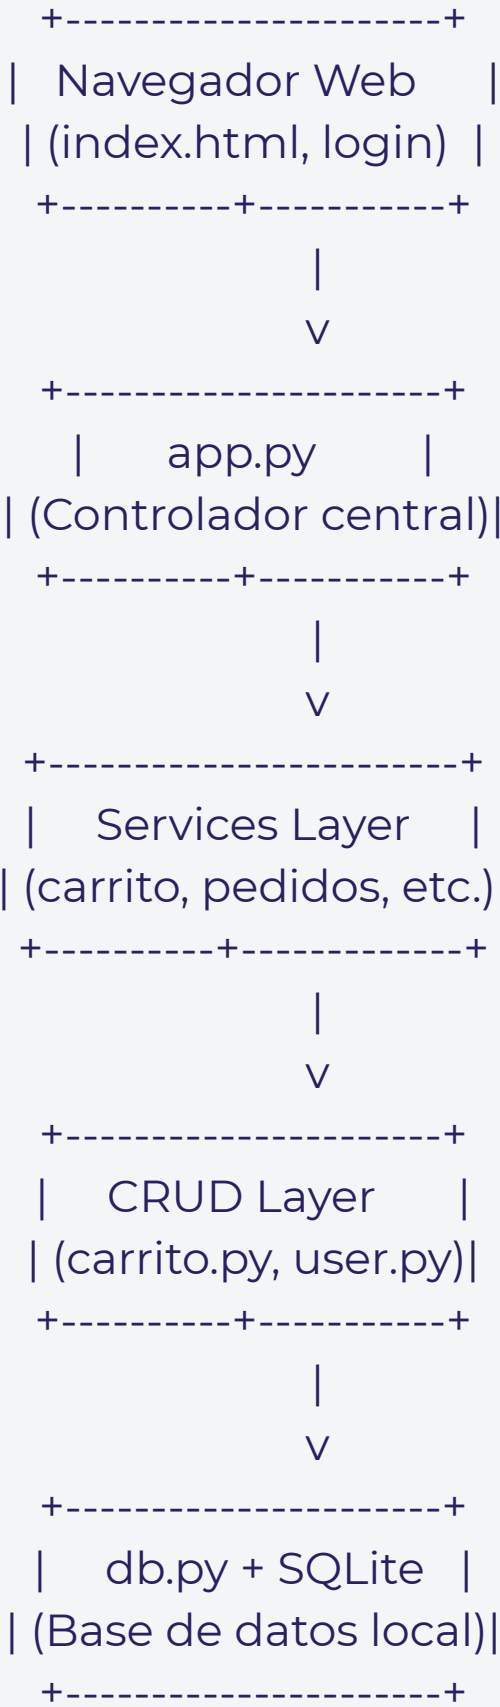 +----------------------+
|   Navegador Web      |
| (index.html, login)  |
+----------+-----------+
|
v
+----------------------+
|       app.py         |
| (Controlador central)|
+----------+-----------+
|
v
+------------------------+
|     Services Layer     |
| (carrito, pedidos, etc.)
+----------+-------------+
|
v
+----------------------+
|     CRUD Layer       |
| (carrito.py, user.py)|
+----------+-----------+
|
v
+----------------------+
|     db.py + SQLite   |
| (Base de datos local)|
+----------------------+